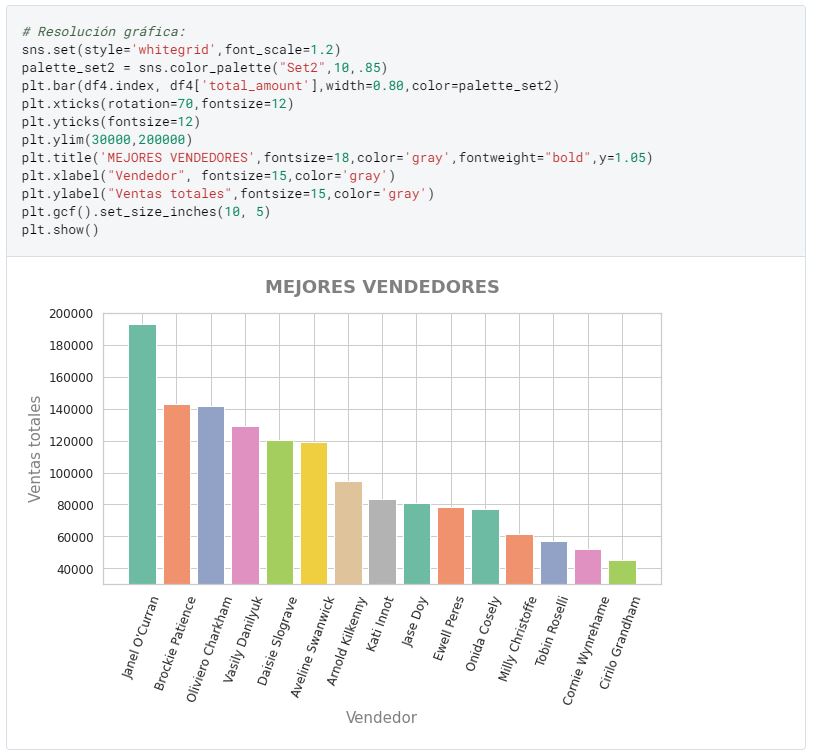 # Resolución gráfica:
sns.set(style='whitegrid',font_scale=1.2)
palette_set2 = sns.color_palette("Set2",10,.85)
plt.bar(df4.index, df4['total_amount'],width=0.80,color=palette_set2)
plt.xticks(rotation=70,fontsize=12)
plt.yticks(fontsize=12)
plt.ylim(30000,200000)
plt.title('MEJORES VENDEDORES',fontsize=18,color='gray',fontweight="bold",y=1.05)
plt.xlabel("Vendedor", fontsize=15,color='gray')
plt.ylabel("Ventas totales",fontsize=15,color='gray')
plt.gcf().set_size_inches(10, 5)
plt.show()
MEJORES VENDEDORES
Ventas totales
200000
180000
160000
140000
120000
100000
80000
60000
40000
Janel O'Curran
Brockie Patience
Oliviero Charkham
Vasily Danilyuk
Daisie Slograve
Aveline Swanwick
Arnold Kilkenny
Kati Innot
Jase Doy
Ewell Peres
Onida Cosely
Milly Christoffe
Tobin Roselli
Cornie Wynrehame
Cirilo Grandham
Vendedor